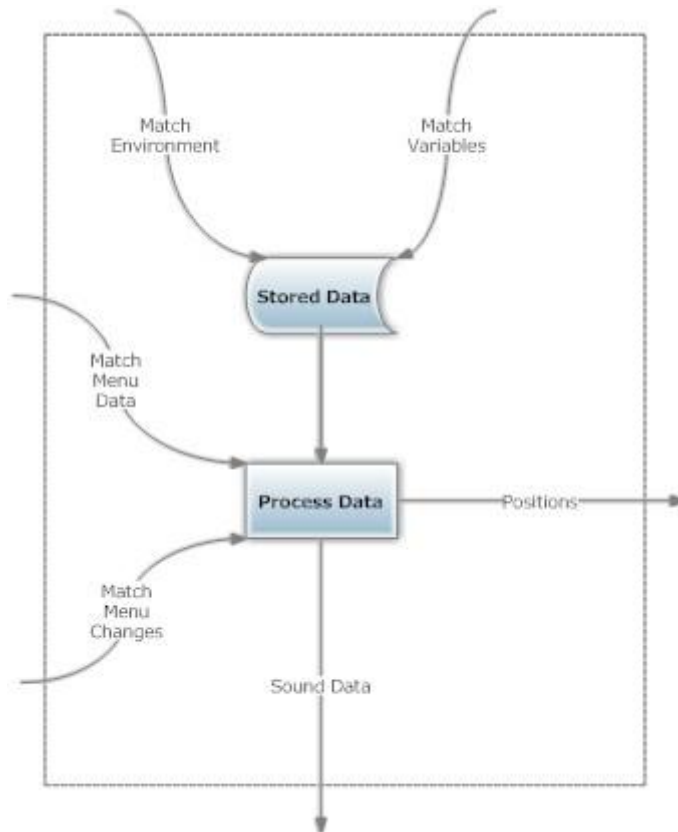 Match
Environment
Match
Variables
Stored Data
Match
Menu
Data
Process Data
Positions
Match
Menu
Changes
Sound Data